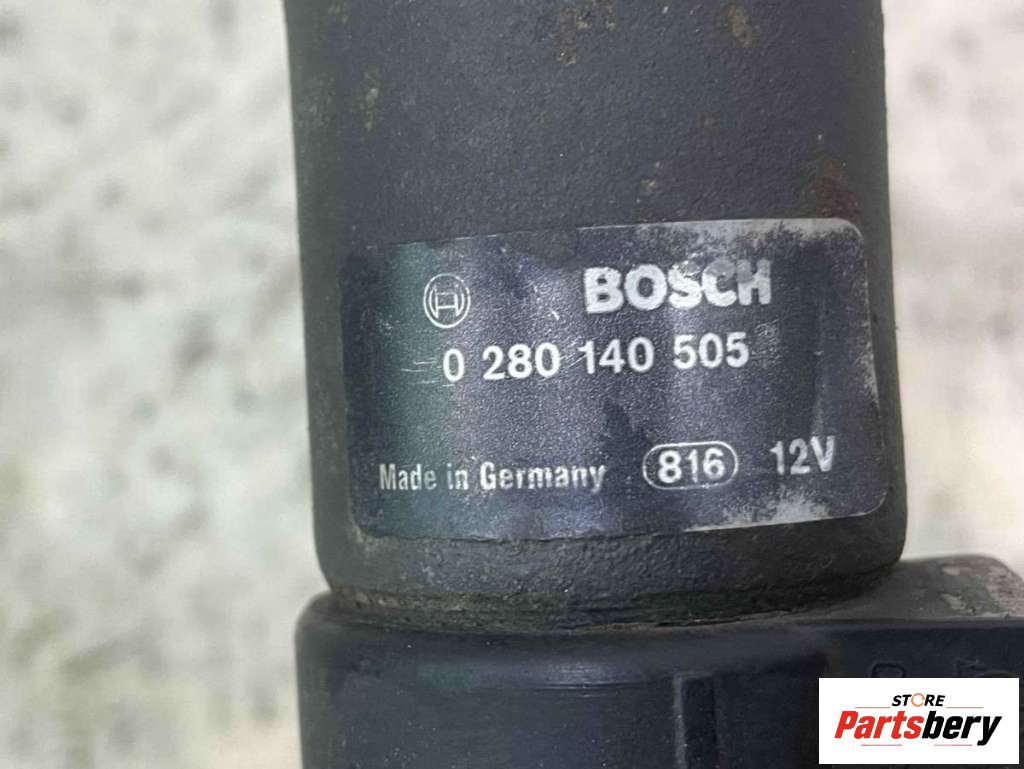 BOSCH
0 280 140 505
Made in Germany 816 12V
STORE
Partsbery